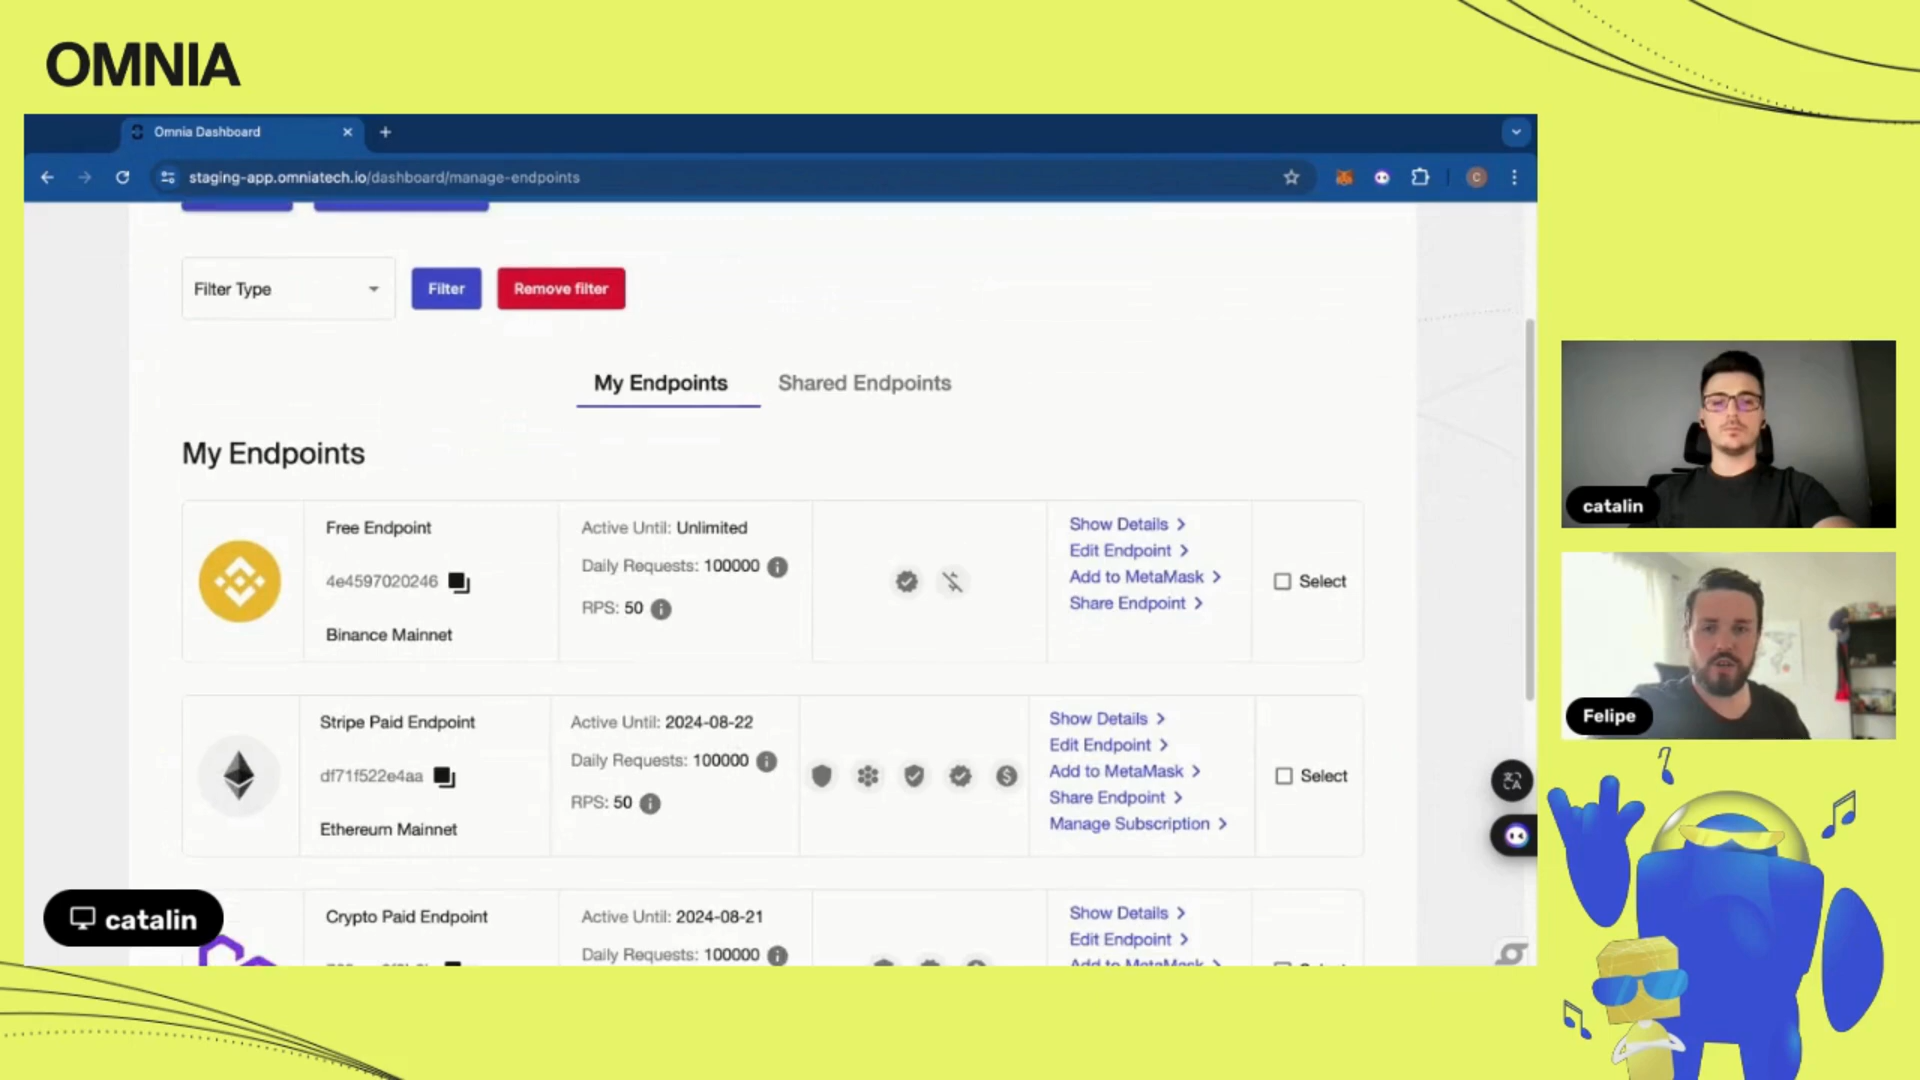 OMNIA
Omnia Dashboard
staging-app.omniatech.io/dashboard/manage-endpoints
C
Filter Type
Filter
Remove filter
My Endpoints
Shared Endpoints
My Endpoints
Free Endpoint
4e4597020246
Binance Mainnet
Active Until: Unlimited
Daily Requests: 100000
RPS: 50
Show Details
Edit Endpoint
Add to MetaMask
Share Endpoint
Select
Stripe Paid Endpoint
df71f522e4aa
Ethereum Mainnet
Active Until: 2024-08-22
Daily Requests: 100000
RPS: 50
Show Details
Edit Endpoint
Add to MetaMask
Share Endpoint
Manage Subscription
Select
Crypto Paid Endpoint
Active Until: 2024-08-21
Daily Requests: 100000
Show Details
Edit Endpoint
Add to MetaMask
catalin
catalin
Felipe